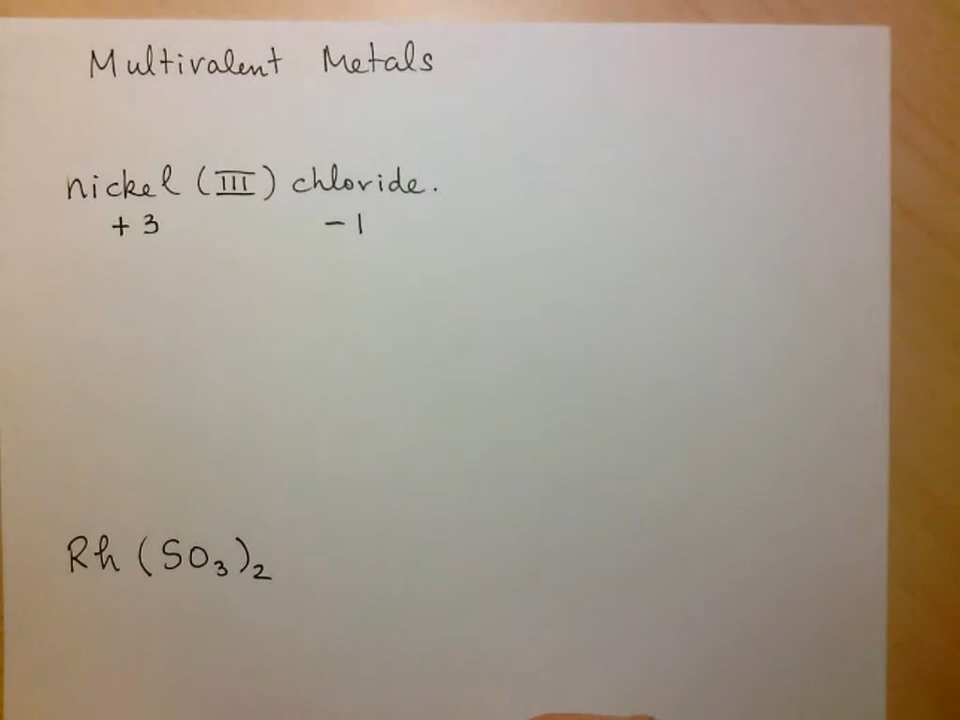 Multivalent Metals
nickel (III) chloride.
+3 -1
Rh(SO₃)₂